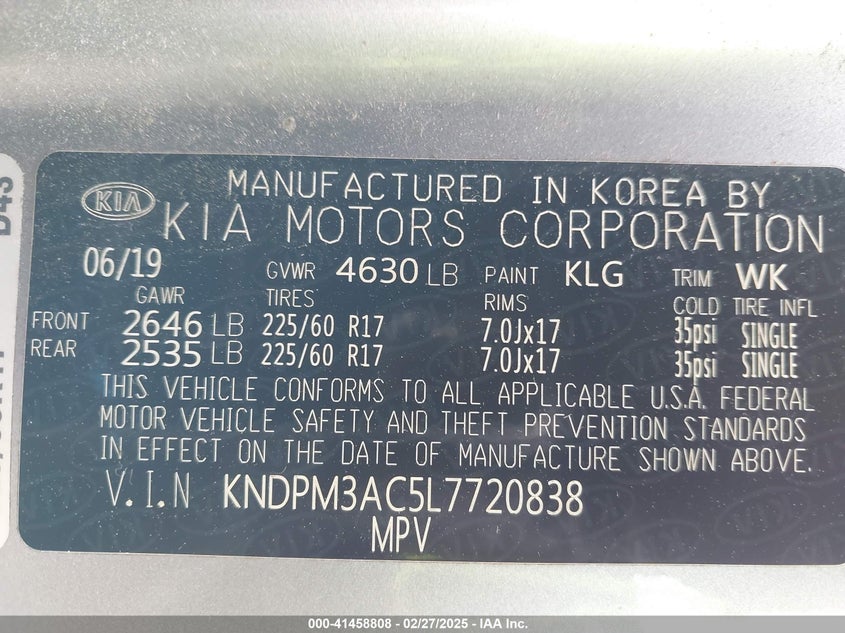 D43
KIA MANUFACTURED IN KOREA BY
KIA MOTORS CORPORATION
06/19 GVWR 4630 LB PAINT KLG TRIM WK
GAWR TIRES RIMS COLD TIRE INFL
FRONT 2646 LB 225/60 R17 7.0Jx17 35psi SINGLE
REAR 2535 LB 225/60 R17 7.0Jx17 35psi SINGLE
THIS VEHICLE CONFORMS TO ALL APPLICABLE U.S.A. FEDERAL
MOTOR VEHICLE SAFETY AND THEFT PREVENTION STANDARDS
IN EFFECT ON THE DATE OF MANUFACTURE SHOWN ABOVE.
V.I.N KNDPM3AC5L7720838
MPV
000-41458808 - 02/27/2025 - IAA Inc.